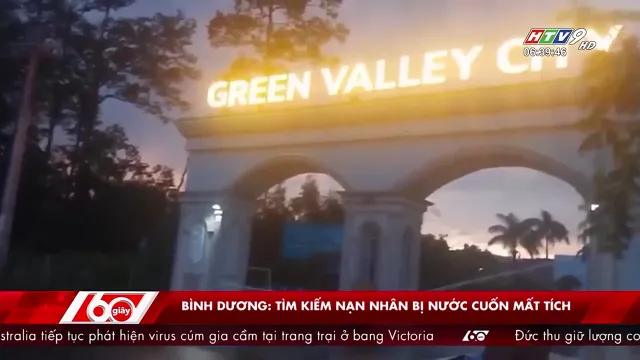 HTV9 HD
06:39:46
GREEN VALLEY CITY
60 giây
BÌNH DƯƠNG: TÌM KIẾM NẠN NHÂN BỊ NƯỚC CUỐN MẤT TÍCH
stralia tiếp tục phát hiện virus cúm gia cầm tại trang trại ở bang Victoria 60 Đức thu giữ lượng co